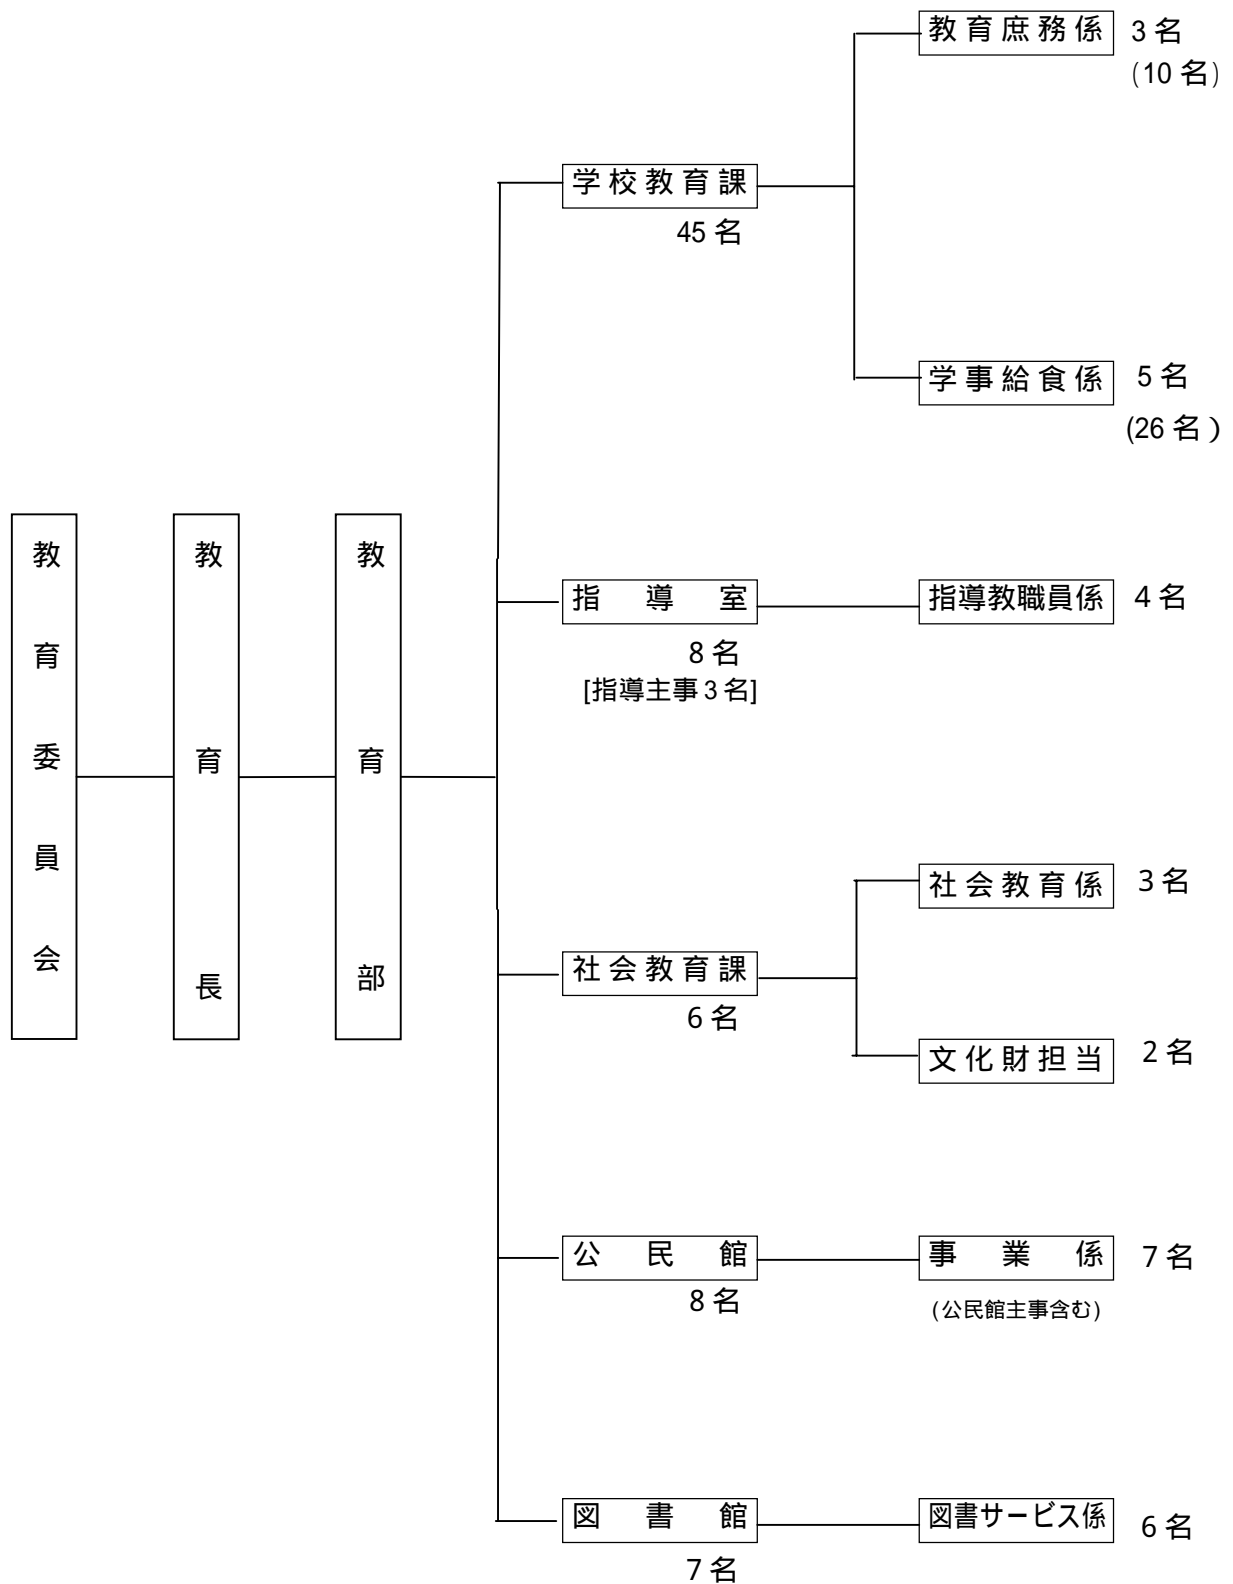 教育委員会
教育長
教育部
学校教育課
45名
教育庶務係 3名
(10名)
学事給食係 5名
(26名)
指導室
8名
[指導主事3名]
指導教職員係 4名
社会教育課
6名
社会教育係 3名
文化財担当 2名
公民館
8名
事業係 7名
(公民館主事含む)
図書館
7名
図書サービス係 6名